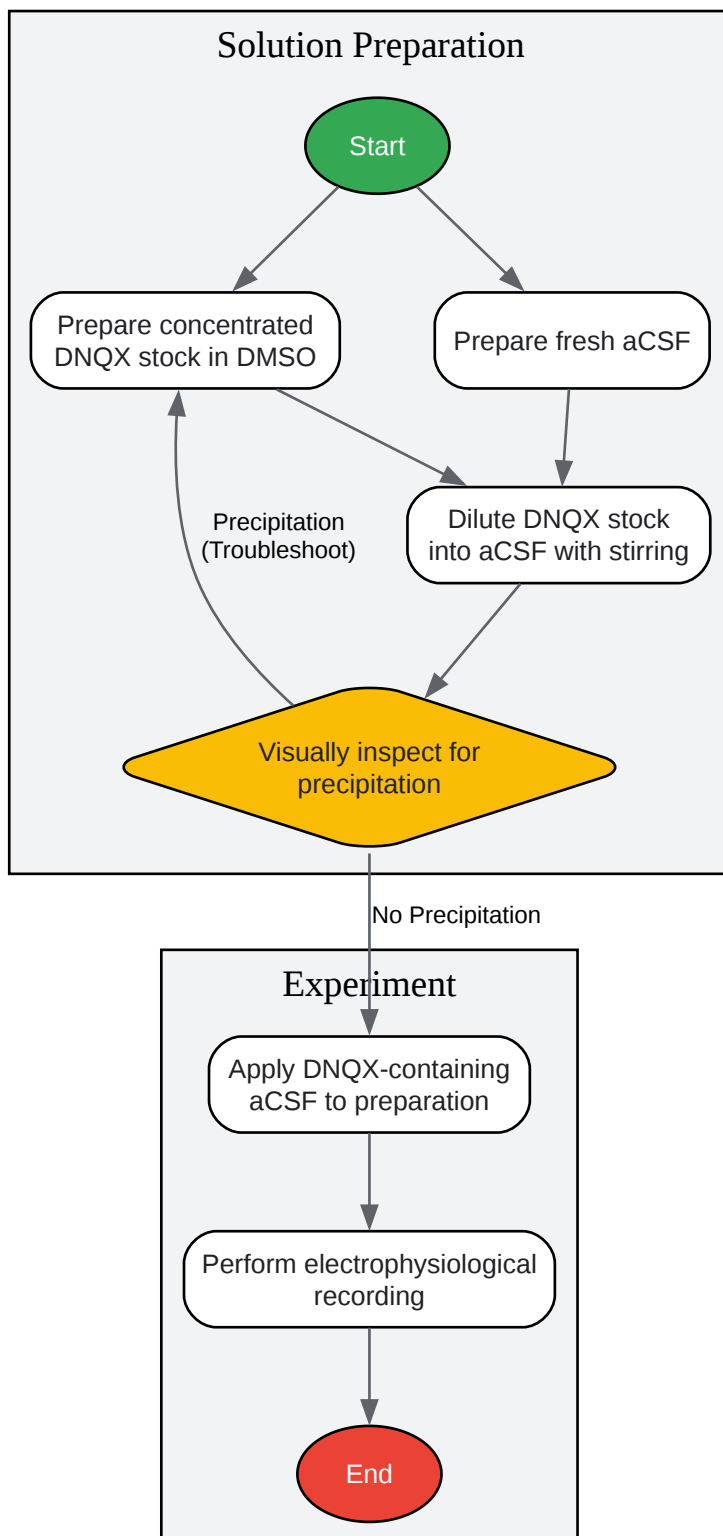 Solution Preparation
Start
Prepare concentrated
DNQX stock in DMSO
Prepare fresh aCSF
Precipitation
(Troubleshoot)
Dilute DNQX stock
into aCSF with stirring
Visually inspect for
precipitation
No Precipitation
Experiment
Apply DNQX-containing
aCSF to preparation
Perform electrophysiological
recording
End